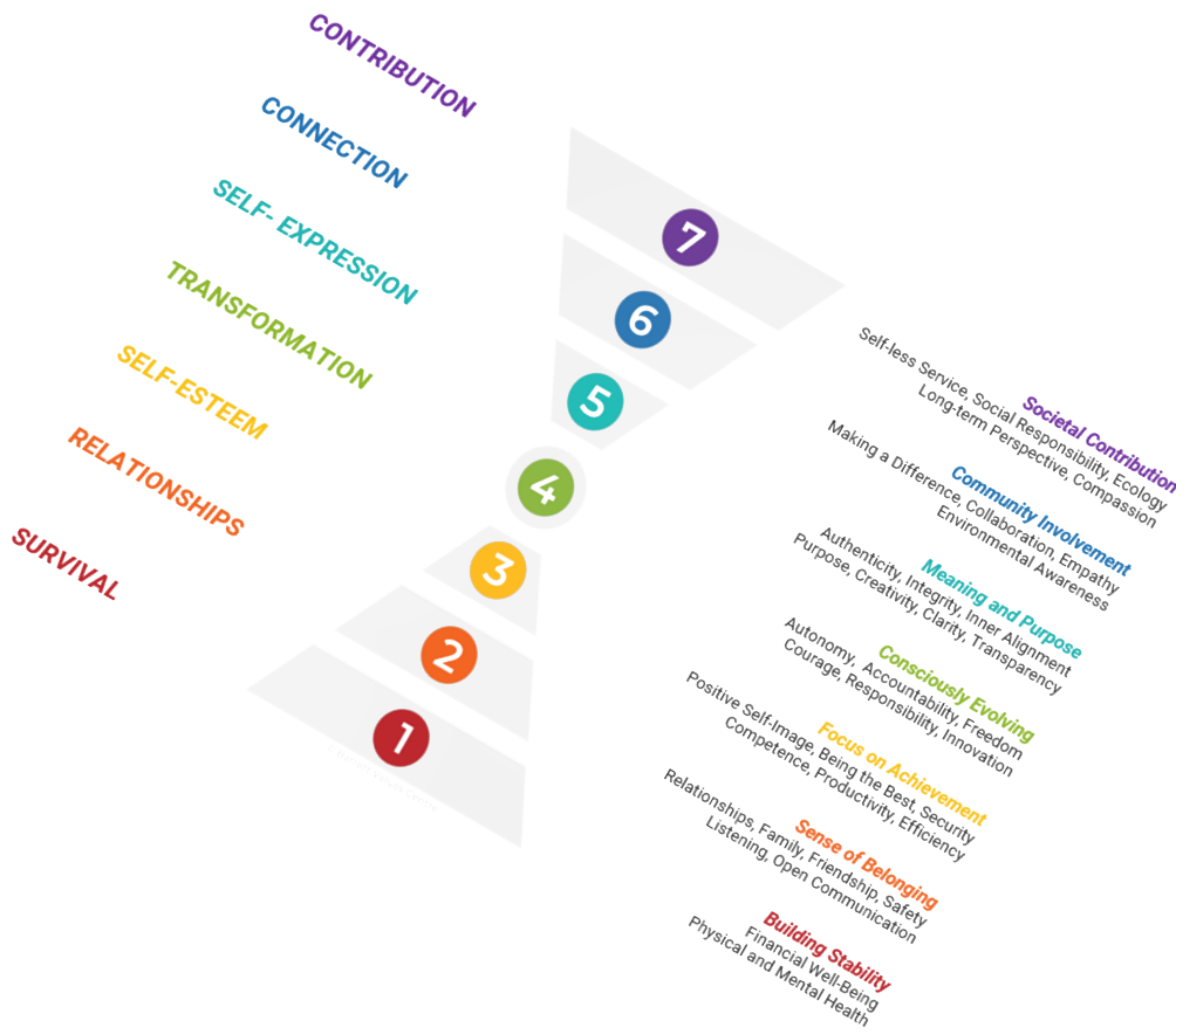 CONTRIBUTION
7
Societal Contribution
Self-less Service, Social Responsibility, Ecology
Long-term Perspective, Compassion
CONNECTION
6
Community Involvement
Making a Difference, Collaboration, Empathy
Environmental Awareness
SELF- EXPRESSION
5
Meaning and Purpose
Authenticity, Integrity, Inner Alignment
Purpose, Creativity, Clarity, Transparency
TRANSFORMATION
4
Consciously Evolving
Autonomy, Accountability, Freedom
Courage, Responsibility, Innovation
SELF-ESTEEM
3
Focus on Achievement
Positive Self-Image, Being the Best, Security
Competence, Productivity, Efficiency
RELATIONSHIPS
2
Sense of Belonging
Relationships, Family, Friendship, Safety
Listening, Open Communication
SURVIVAL
1
Building Stability
Financial Well-Being
Physical and Mental Health